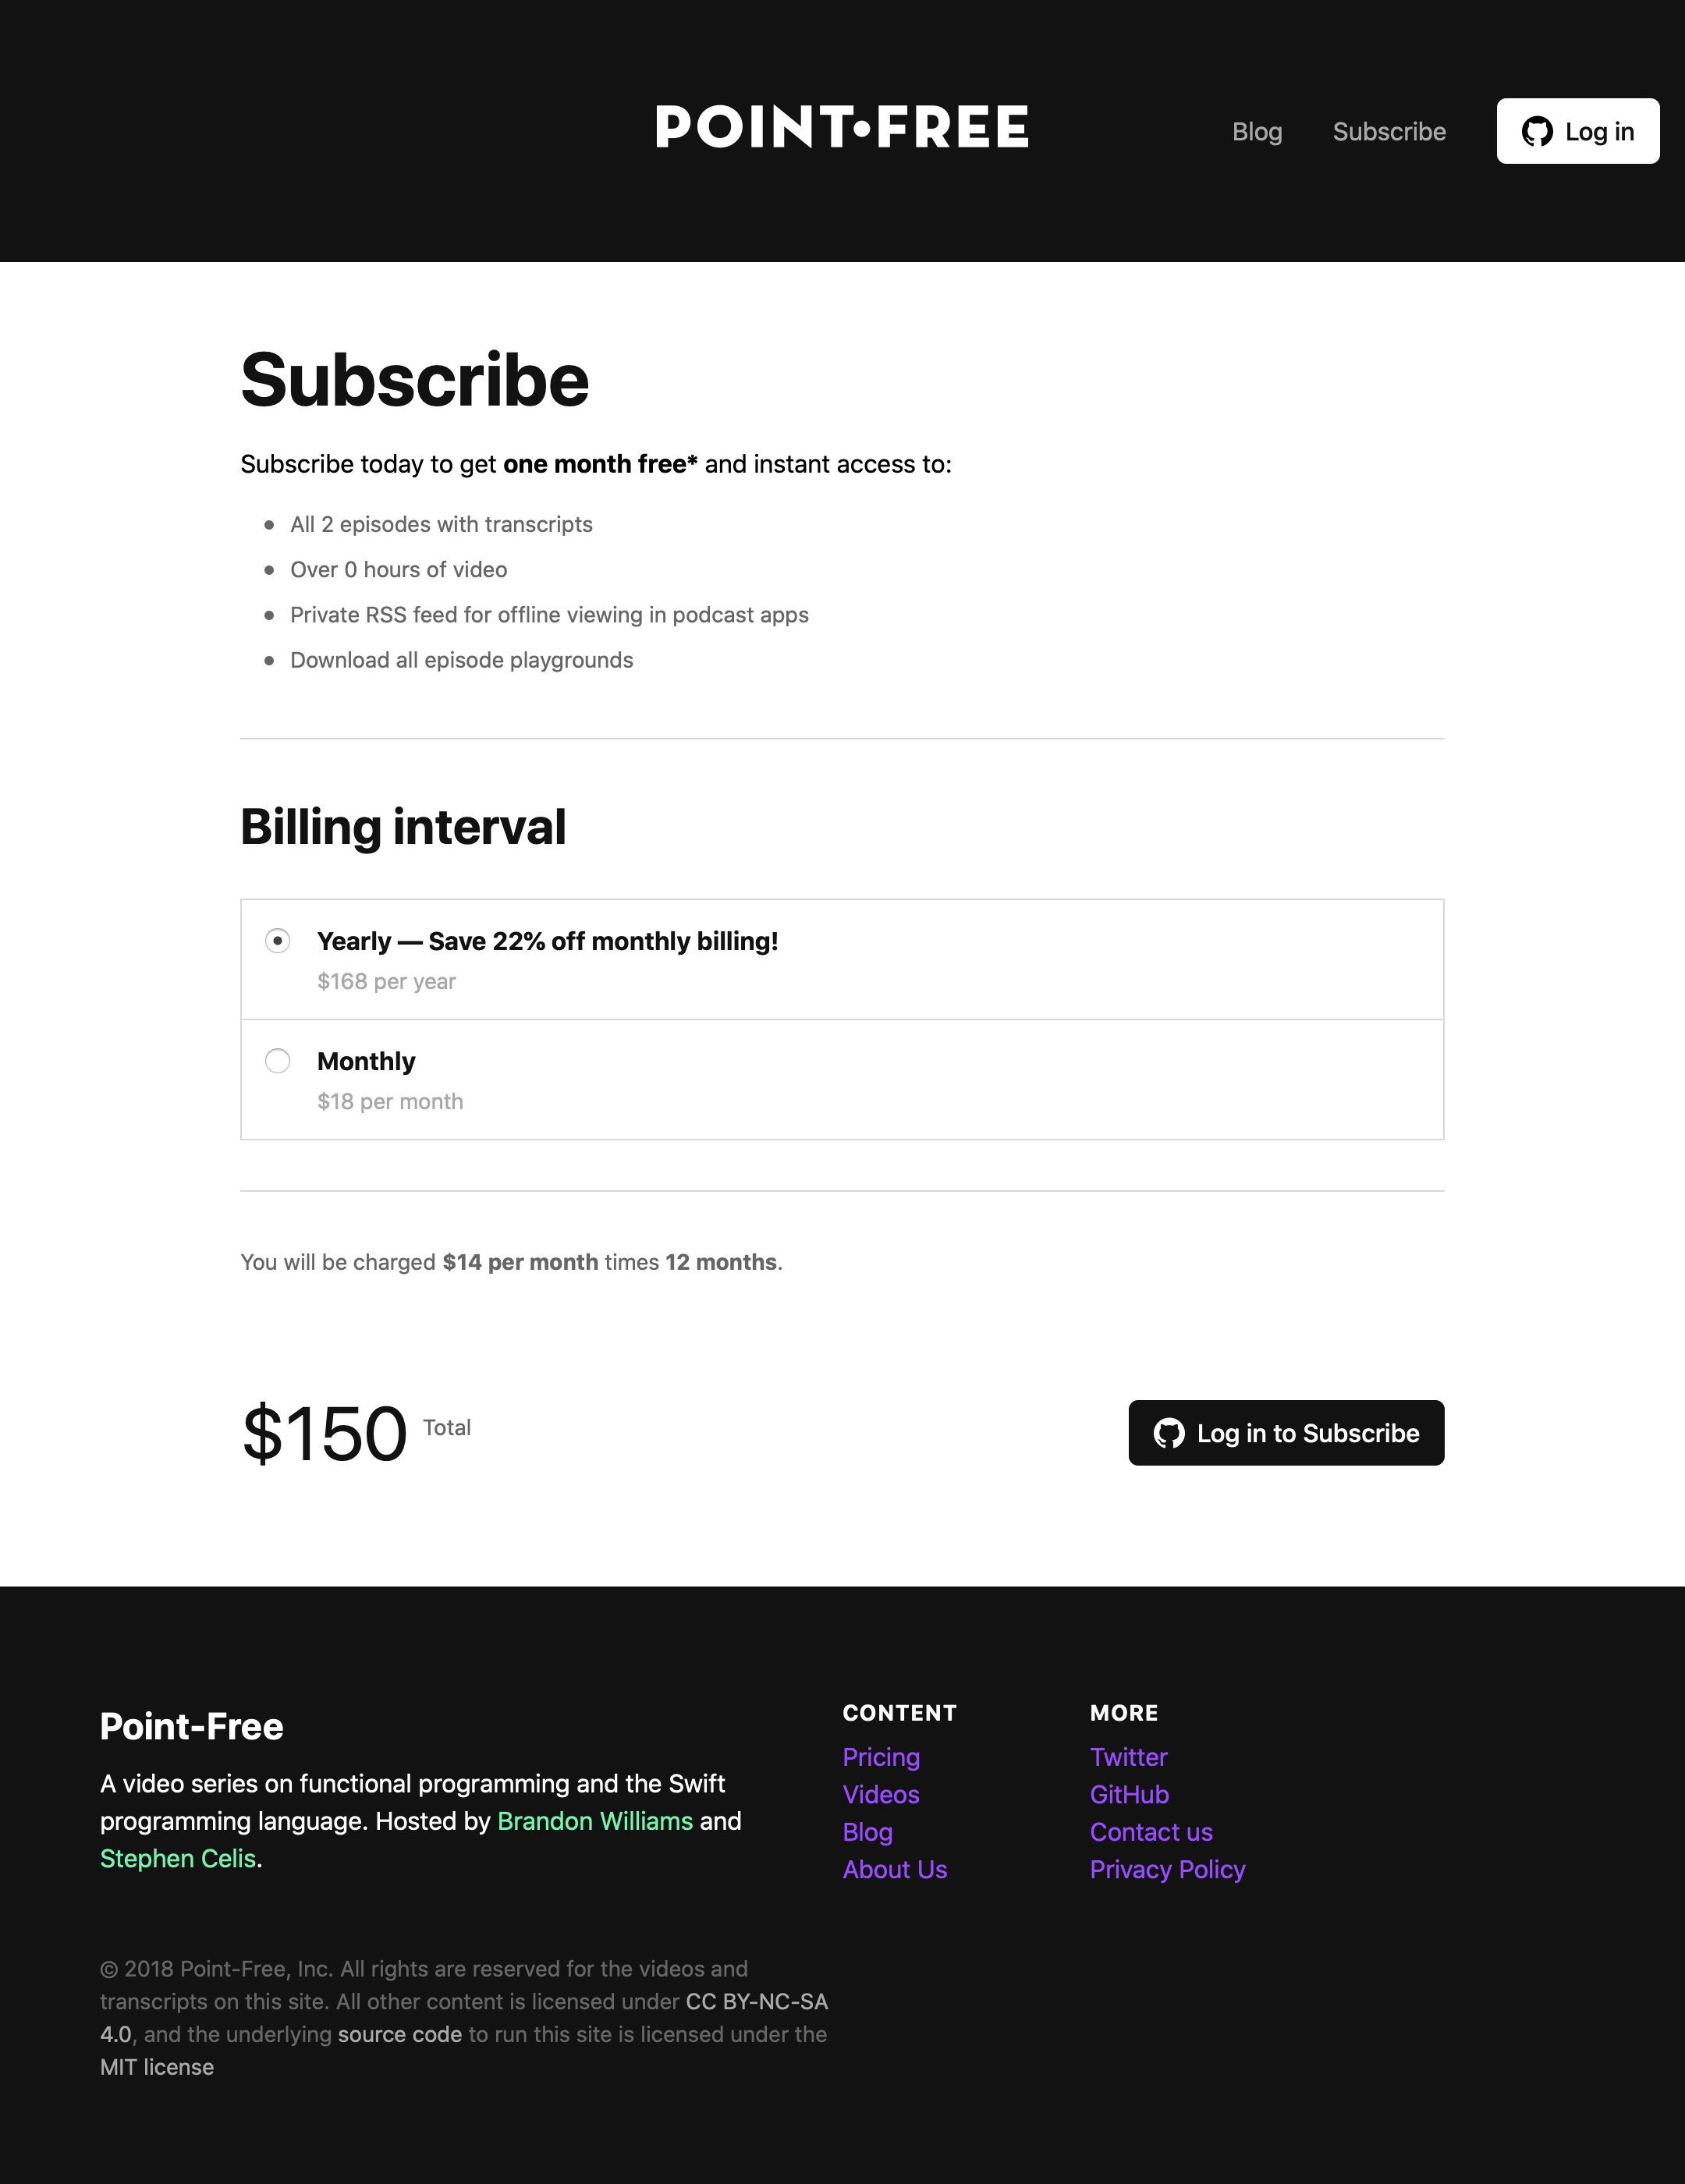 POINT•FREE
Blog
Subscribe
Log in
Subscribe
Subscribe today to get one month free* and instant access to:
All 2 episodes with transcripts
Over 0 hours of video
Private RSS feed for offline viewing in podcast apps
Download all episode playgrounds
Billing interval
Yearly — Save 22% off monthly billing!
$168 per year
Monthly
$18 per month
You will be charged $14 per month times 12 months.
$150 Total
Log in to Subscribe
Point-Free
A video series on functional programming and the Swift
programming language. Hosted by Brandon Williams and
Stephen Celis.
CONTENT
Pricing
Videos
Blog
About Us
MORE
Twitter
GitHub
Contact us
Privacy Policy
© 2018 Point-Free, Inc. All rights are reserved for the videos and
transcripts on this site. All other content is licensed under CC BY-NC-SA
4.0, and the underlying source code to run this site is licensed under the
MIT license